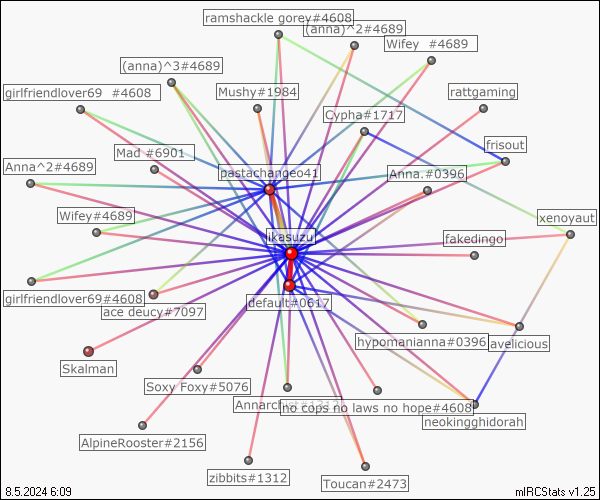 ramshackle gorey#4608
(anna)^2#4689
Wifey  #4689
(anna)^3#4689
girlfriendlover69  #4608
Mushy#1984
rattgaming
Cypha#1717
frisout
Mad #6901
Anna^2#4689
pastachangeo41
Anna.#0396
Wifey#4689
xenoyaut
likasuzu
fakedingo
girlfriendlover69#4608
default#0617
ace deucy#7097
hypomanianna#0396
avelicious
Skalman
Soxy Foxy#5076
no cops no laws no hope#4608
neokingghidorah
AlpineRooster#2156
zibbits#1312
Toucan#2473
8.5.2024 6:09
mIRCStats v1.25